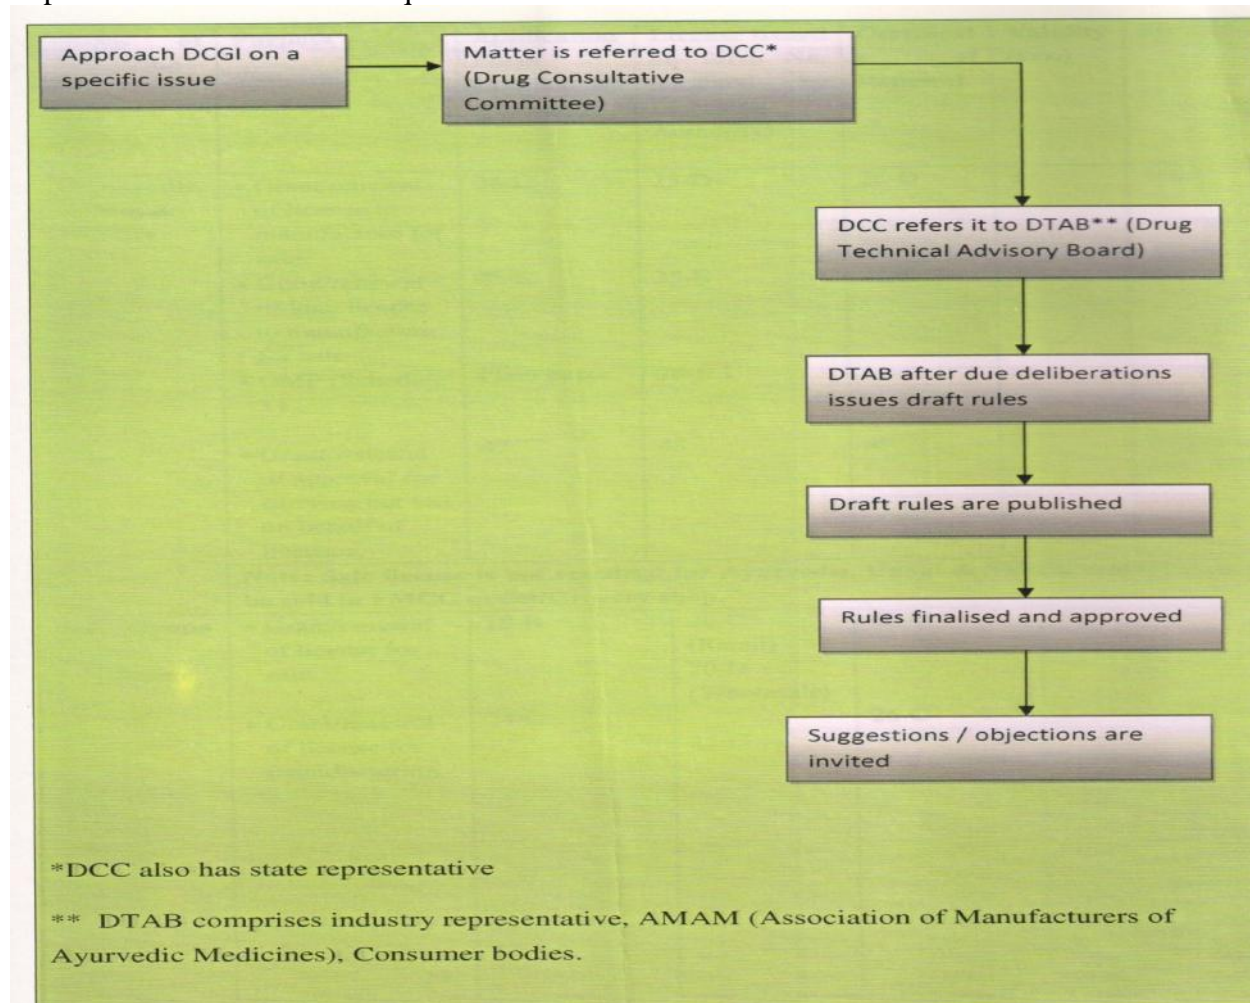 Approach DCGI on a
specific issue
Matter is referred to DCC*
(Drug Consultative
Committee)
DCC refers it to DTAB** (Drug
Technical Advisory Board)
DTAB after due deliberations
issues draft rules
Draft rules are published
Rules finalised and approved
Suggestions / objections are
invited
*DCC also has state representative
** DTAB comprises industry representative, AMAM (Association of Manufacturers of
Ayurvedic Medicines), Consumer bodies.